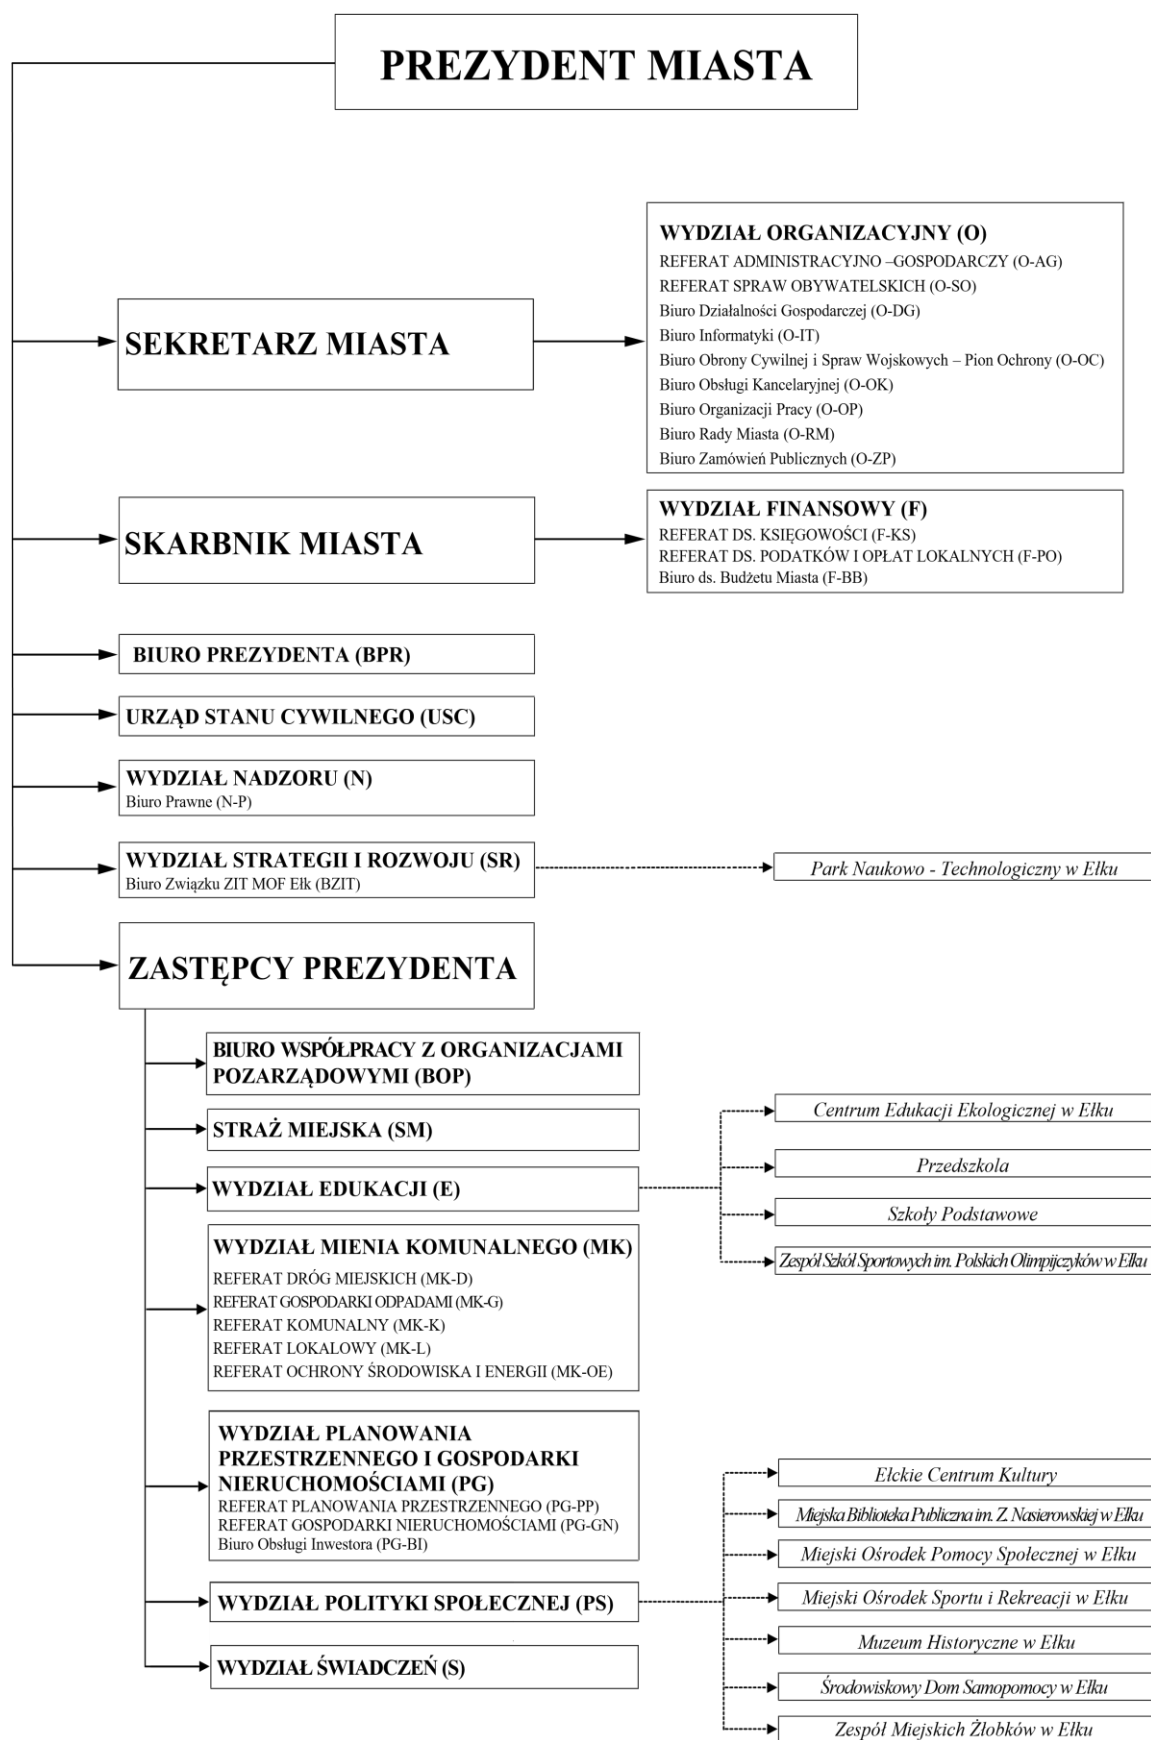 PREZYDENT MIASTA
SEKRETARZ MIASTA
WYDZIAŁ ORGANIZACYJNY (O)
REFERAT ADMINISTRACYJNO –GOSPODARCZY (O-AG)
REFERAT SPRAW OBYWATELSKICH (O-SO)
Biuro Działalności Gospodarczej (O-DG)
Biuro Informatyki (O-IT)
Biuro Obrony Cywilnej i Spraw Wojskowych – Pion Ochrony (O-OC)
Biuro Obsługi Kancelaryjnej (O-OK)
Biuro Organizacji Pracy (O-OP)
Biuro Rady Miasta (O-RM)
Biuro Zamówień Publicznych (O-ZP)
SKARBNIK MIASTA
WYDZIAŁ FINANSOWY (F)
REFERAT DS. KSIĘGOWOŚCI (F-KS)
REFERAT DS. PODATKÓW I OPŁAT LOKALNYCH (F-PO)
Biuro ds. Budżetu Miasta (F-BB)
BIURO PREZYDENTA (BPR)
URZĄD STANU CYWILNEGO (USC)
WYDZIAŁ NADZORU (N)
Biuro Prawne (N-P)
WYDZIAŁ STRATEGII I ROZWOJU (SR)
Biuro Związku ZIT MOF Ełk (BZIT)
Park Naukowo - Technologiczny w Ełku
ZASTĘPCY PREZYDENTA
BIURO WSPÓŁPRACY Z ORGANIZACJAMI
POZARZĄDOWYMI (BOP)
STRAŻ MIEJSKA (SM)
WYDZIAŁ EDUKACJI (E)
Centrum Edukacji Ekologicznej w Ełku
Przedszkola
Szkoły Podstawowe
Zespół Szkół Sportowych im. Polskich Olimpijczyków w Ełku
WYDZIAŁ MIENIA KOMUNALNEGO (MK)
REFERAT DRÓG MIEJSKICH (MK-D)
REFERAT GOSPODARKI ODPADAMI (MK-G)
REFERAT KOMUNALNY (MK-K)
REFERAT LOKALOWY (MK-L)
REFERAT OCHRONY ŚRODOWISKA I ENERGII (MK-OE)
WYDZIAŁ PLANOWANIA
PRZESTRZENNEGO I GOSPODARKI
NIERUCHOMOŚCIAMI (PG)
REFERAT PLANOWANIA PRZESTRZENNEGO (PG-PP)
REFERAT GOSPODARKI NIERUCHOMOŚCIAMI (PG-GN)
Biuro Obsługi Inwestora (PG-BI)
WYDZIAŁ POLITYKI SPOŁECZNEJ (PS)
Ełckie Centrum Kultury
Miejska Biblioteka Publiczna im. Z. Nasierowskiej w Ełku
Miejski Ośrodek Pomocy Społecznej w Ełku
Miejski Ośrodek Sportu i Rekreacji w Ełku
Muzeum Historyczne w Ełku
Środowiskowy Dom Samopomocy w Ełku
Zespół Miejskich Żłobków w Ełku
WYDZIAŁ ŚWIADCZEŃ (S)